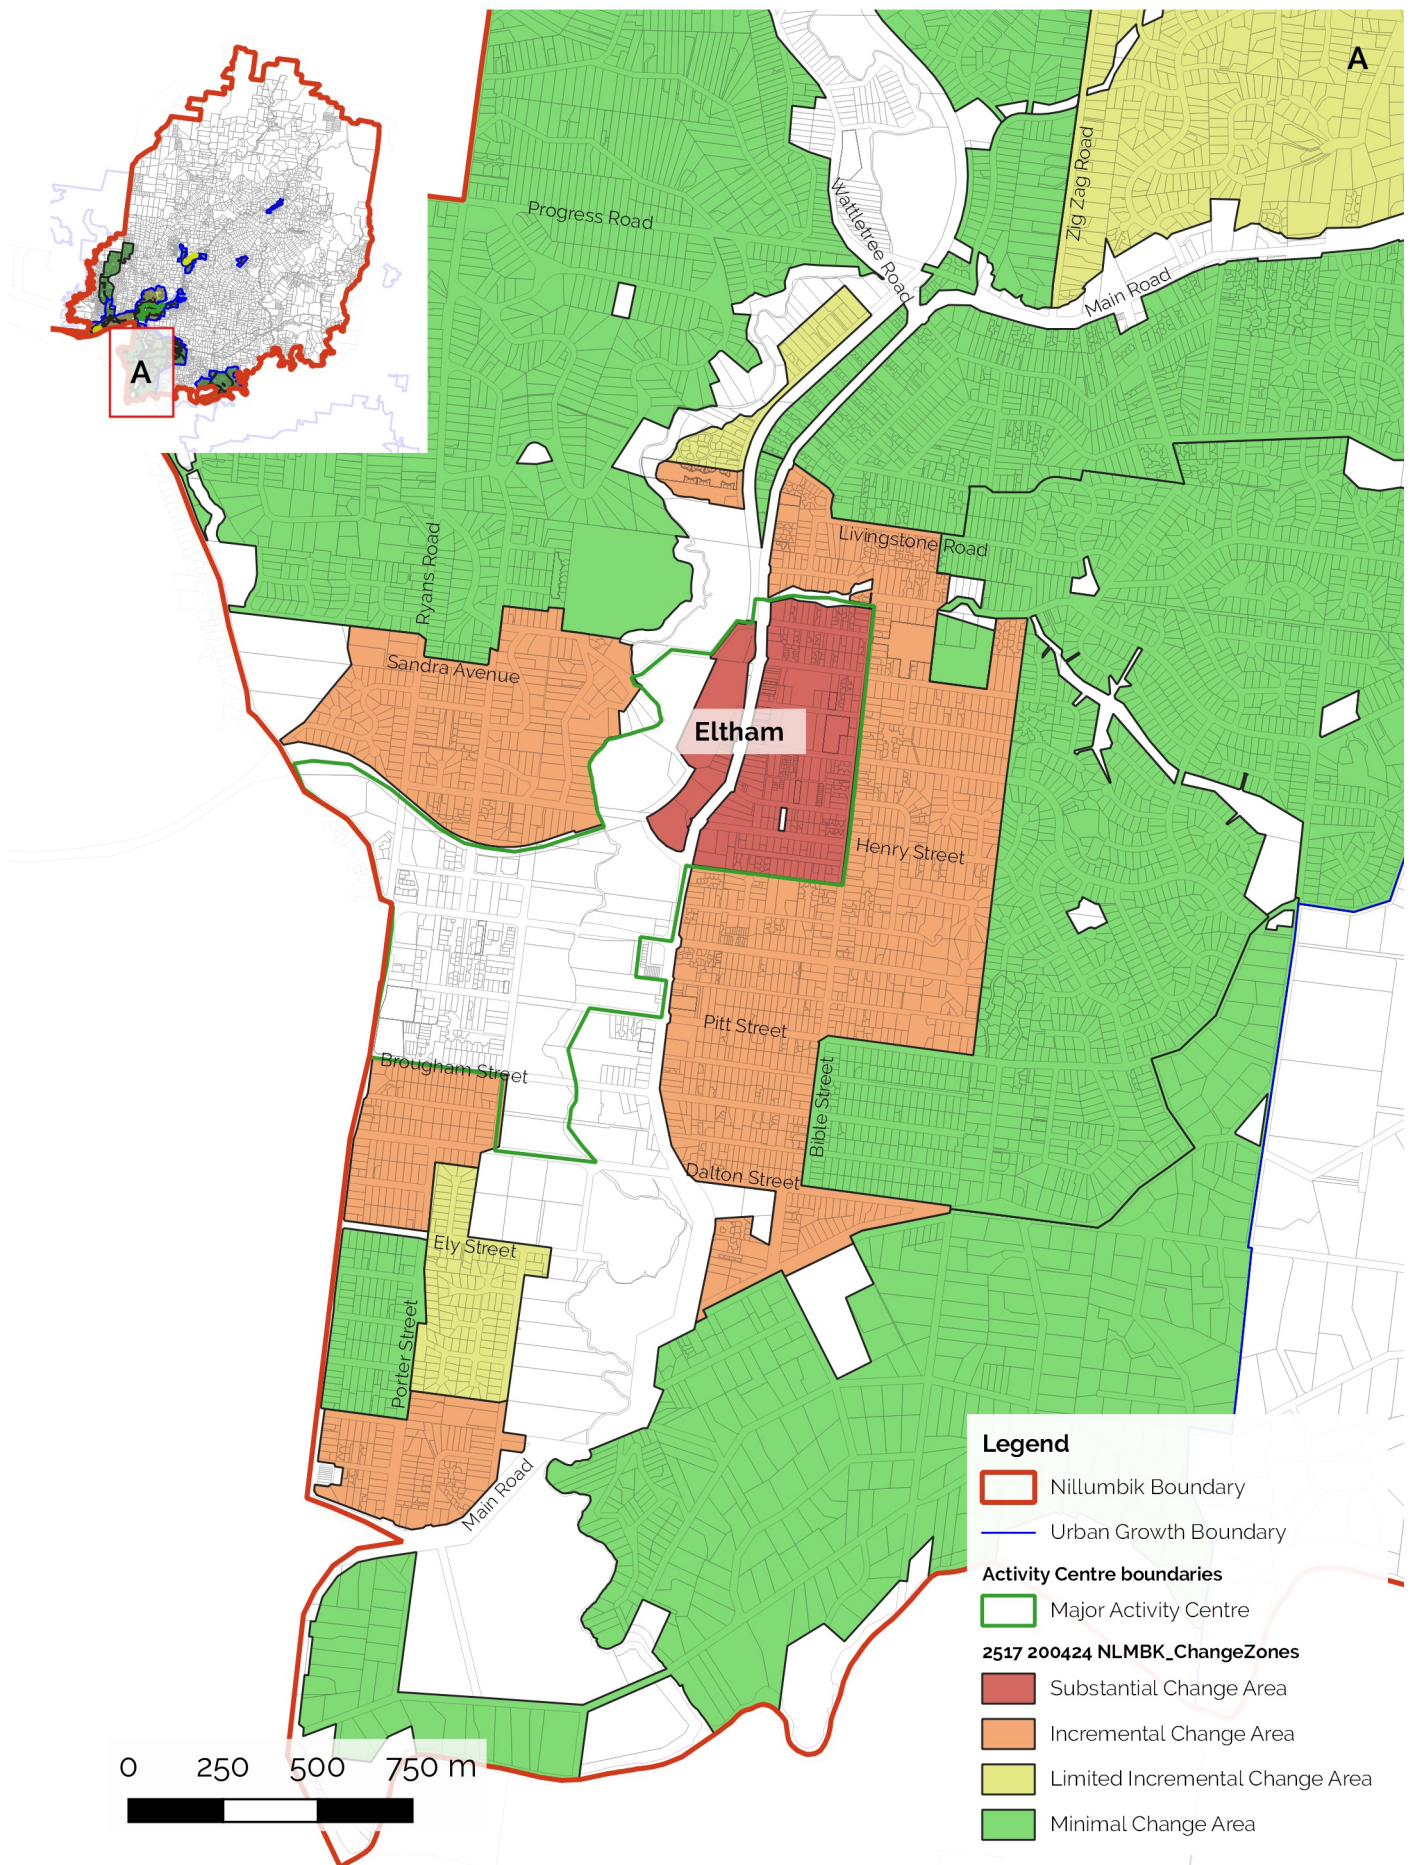 A
Zig Zag Road
Wattletree Road
Progress Road
Main Road
A
Livingstone Road
Ryans Road
Sandra Avenue
Eltham
Henry Street
Pitt Street
Brougham Street
Bible Street
Dalton Street
Ely Street
Porter Street
Main Road
Legend
Nillumbik Boundary
Urban Growth Boundary
Activity Centre boundaries
Major Activity Centre
2517 200424 NLMBK_ChangeZones
Substantial Change Area
Incremental Change Area
Limited Incremental Change Area
Minimal Change Area
0 250 500 750 m